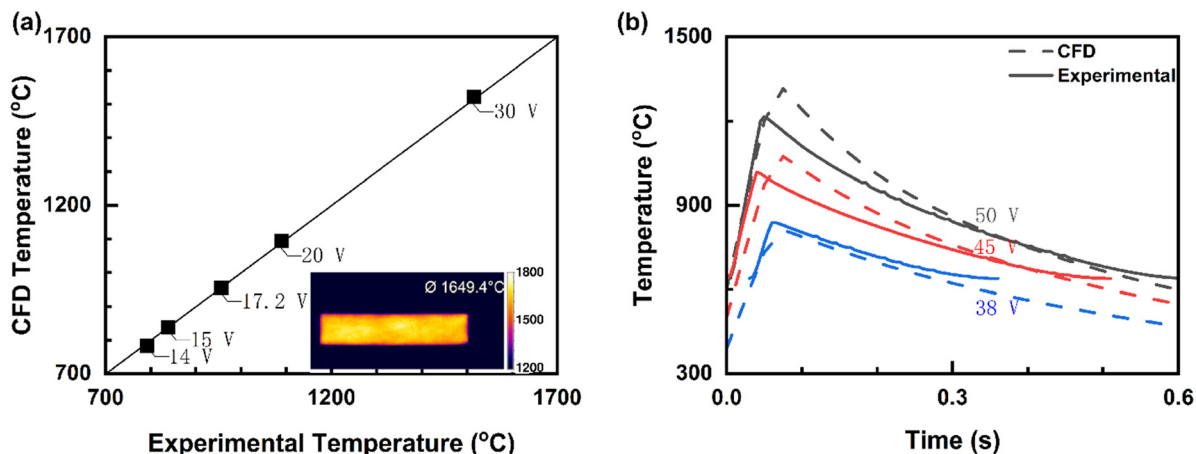 (a)
1700
1200
700
CFD Temperature (°C)
30 V
20 V
17.2 V
15 V
14 V
Ø 1649.4°C
1800
1500
1200
700
1200
1700
Experimental Temperature (°C)
(b)
1500
900
300
Temperature (°C)
CFD
Experimental
50 V
45 V
38 V
0.0
0.3
0.6
Time (s)